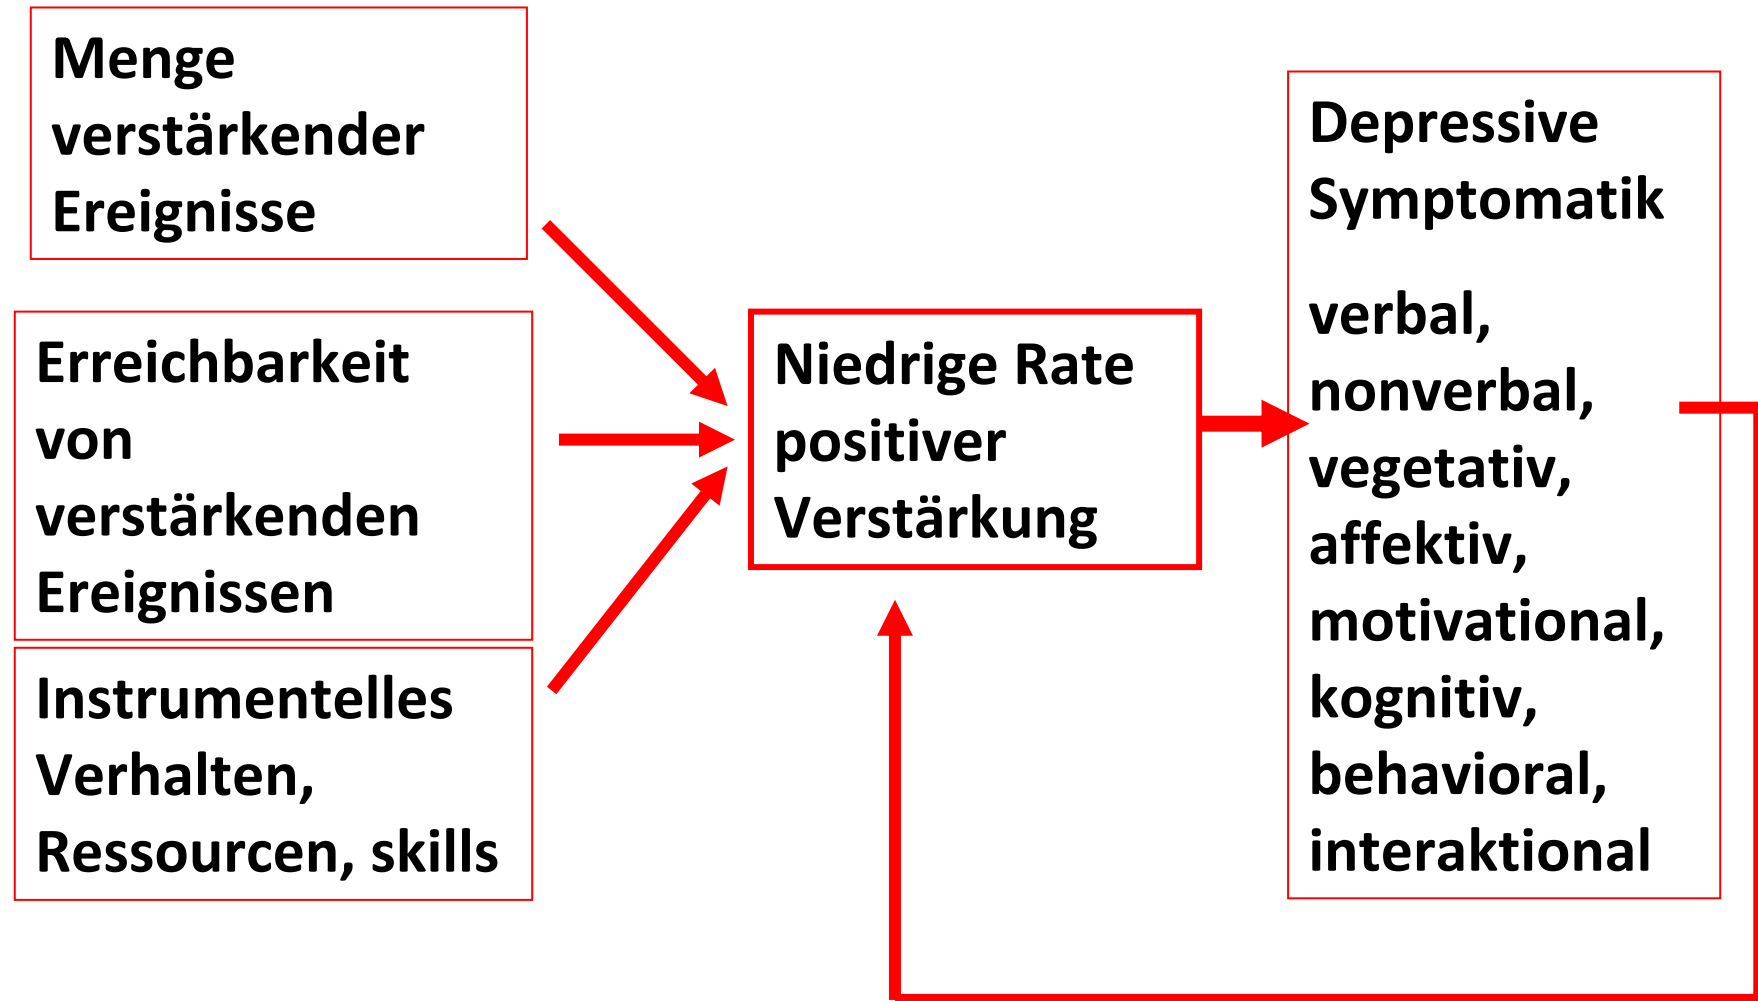 Menge
verstärkender
Ereignisse
Erreichbarkeit
von
verstärkenden
Ereignissen
Instrumentelles
Verhalten,
Ressourcen, skills
Niedrige Rate
positiver
Verstärkung
Depressive
Symptomatik
verbal,
nonverbal,
vegetativ,
affektiv,
motivational,
kognitiv,
behavioral,
interaktional